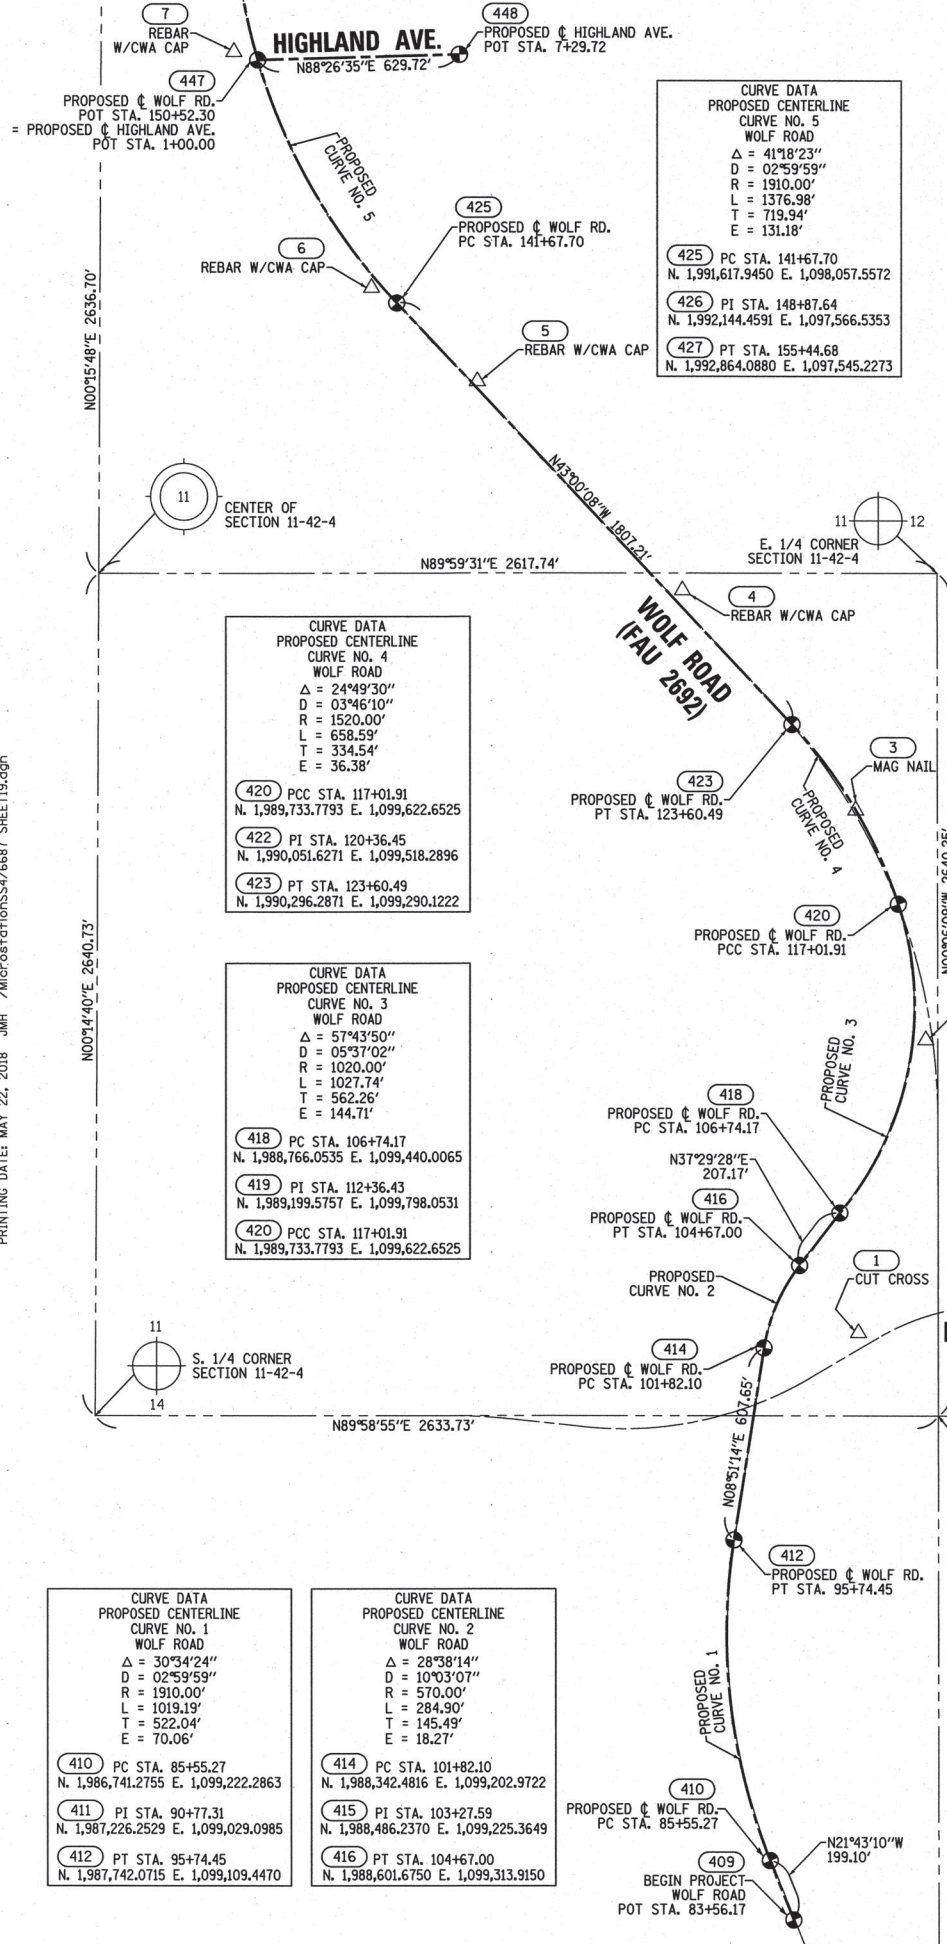 7
REBAR
W/CWA CAP
447
PROPOSED ℄ WOLF RD.
POT STA. 150+52.30
= PROPOSED ℄ HIGHLAND AVE.
POT STA. 1+00.00
HIGHLAND AVE.
N88°26'35"E 629.72'
448
PROPOSED ℄ HIGHLAND AVE.
POT STA. 7+29.72
PROPOSED
CURVE NO. 5
CURVE DATA
PROPOSED CENTERLINE
CURVE NO. 5
WOLF ROAD
Δ = 41°18'23"
D = 02°59'59"
R = 1910.00'
L = 1376.98'
T = 719.94'
E = 131.18'
425 PC STA. 141+67.70
N. 1,991,617.9450 E. 1,098,057.5572
426 PI STA. 148+87.64
N. 1,992,144.4591 E. 1,097,566.5353
427 PT STA. 155+44.68
N. 1,992,864.0880 E. 1,097,545.2273
425
PROPOSED ℄ WOLF RD.
PC STA. 141+67.70
6
REBAR W/CWA CAP
N00°15'48"E 2636.70'
5
REBAR W/CWA CAP
N43°00'08"W 1807.21'
11
CENTER OF
SECTION 11-42-4
11 12
E. 1/4 CORNER
SECTION 11-42-4
N89°59'31"E 2617.74'
4
REBAR W/CWA CAP
WOLF ROAD
(FAU 2692)
CURVE DATA
PROPOSED CENTERLINE
CURVE NO. 4
WOLF ROAD
Δ = 24°49'30"
D = 03°46'10"
R = 1520.00'
L = 658.59'
T = 334.54'
E = 36.38'
420 PCC STA. 117+01.91
N. 1,989,733.7793 E. 1,099,622.6525
422 PI STA. 120+36.45
N. 1,990,051.6271 E. 1,099,518.2896
423 PT STA. 123+60.49
N. 1,990,296.2871 E. 1,099,290.1222
423
PROPOSED ℄ WOLF RD.
PT STA. 123+60.49
3
MAG NAIL
PROPOSED
CURVE NO. 4
420
PROPOSED ℄ WOLF RD.
PCC STA. 117+01.91
N00°14'40"E 2640.73'
PRINTING DATE: MAY 22, 2018 JMH
CURVE DATA
PROPOSED CENTERLINE
CURVE NO. 3
WOLF ROAD
Δ = 57°43'50"
D = 05°37'02"
R = 1020.00'
L = 1027.74'
T = 562.26'
E = 144.71'
418 PC STA. 106+74.17
N. 1,988,766.0535 E. 1,099,440.0065
419 PI STA. 112+36.43
N. 1,989,199.5757 E. 1,099,798.0531
420 PCC STA. 117+01.91
N. 1,989,733.7793 E. 1,099,622.6525
PROPOSED
CURVE NO. 3
418
PROPOSED ℄ WOLF RD.
PC STA. 106+74.17
N37°29'28"E
207.17'
416
PROPOSED ℄ WOLF RD.
PT STA. 104+67.00
1
CUT CROSS
PROPOSED
CURVE NO. 2
11
S. 1/4 CORNER
SECTION 11-42-4
14
414
PROPOSED ℄ WOLF RD.
PC STA. 101+82.10
N89°58'55"E 2633.73'
N08°51'14"E 607.65'
412
PROPOSED ℄ WOLF RD.
PT STA. 95+74.45
CURVE DATA
PROPOSED CENTERLINE
CURVE NO. 1
WOLF ROAD
Δ = 30°34'24"
D = 02°59'59"
R = 1910.00'
L = 1019.19'
T = 522.04'
E = 70.06'
410 PC STA. 85+55.27
N. 1,986,741.2755 E. 1,099,222.2863
411 PI STA. 90+77.31
N. 1,987,226.2529 E. 1,099,029.0985
412 PT STA. 95+74.45
N. 1,987,742.0715 E. 1,099,109.4470
CURVE DATA
PROPOSED CENTERLINE
CURVE NO. 2
WOLF ROAD
Δ = 28°38'14"
D = 10°03'07"
R = 570.00'
L = 284.90'
T = 145.49'
E = 18.27'
414 PC STA. 101+82.10
N. 1,988,342.4816 E. 1,099,202.9722
415 PI STA. 103+27.59
N. 1,988,486.2370 E. 1,099,225.3649
416 PT STA. 104+67.00
N. 1,988,601.6750 E. 1,099,313.9150
PROPOSED
CURVE NO. 1
410
PROPOSED ℄ WOLF RD.
PC STA. 85+55.27
N21°43'10"W
199.10'
409
BEGIN PROJECT
WOLF ROAD
POT STA. 83+56.17